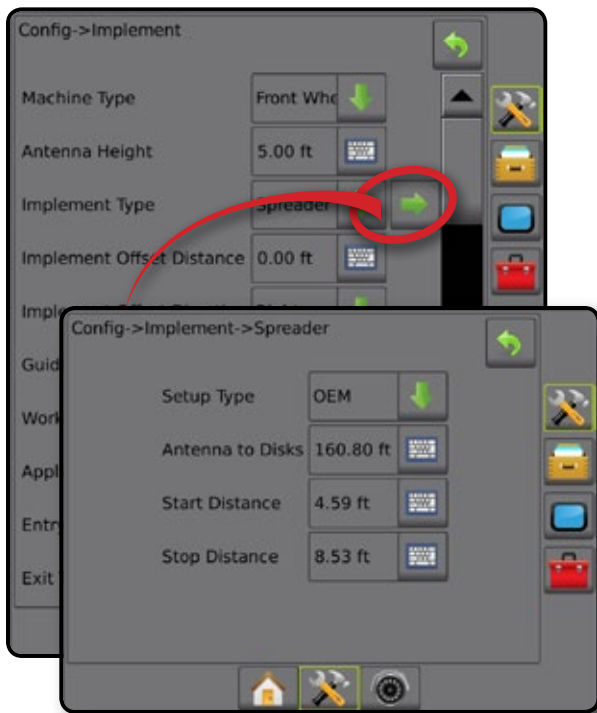 Config->Implement
Machine Type Front Whe
Antenna Height 5.00 ft
Implement Type Spreader
Implement Offset Distance 0.00 ft
Guid
Work
Appl
Entry
Exit
Config->Implement->Spreader
Setup Type OEM
Antenna to Disks 160.80 ft
Start Distance 4.59 ft
Stop Distance 8.53 ft